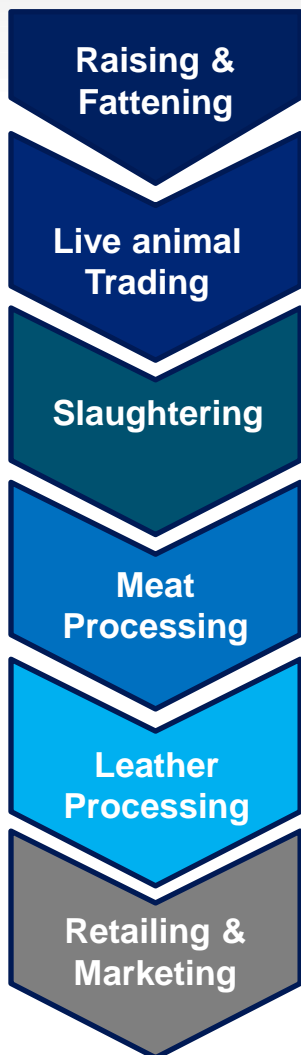 Raising &
Fattening
Live animal
Trading
Slaughtering
Meat
Processing
Leather
Processing
Retailing &
Marketing